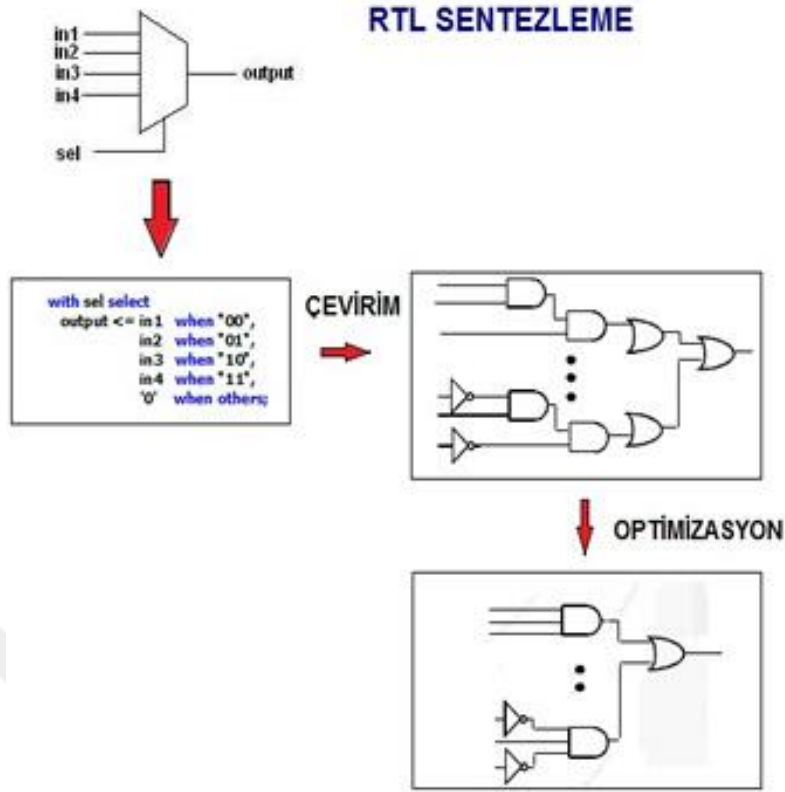 RTL SENTEZLEME
in1
in2
in3
in4
output
sel
with sel select
output <= in1 when "00",
in2 when "01",
in3 when "10",
in4 when "11",
'0' when others;
ÇEVİRİM
OPTİMİZASYON